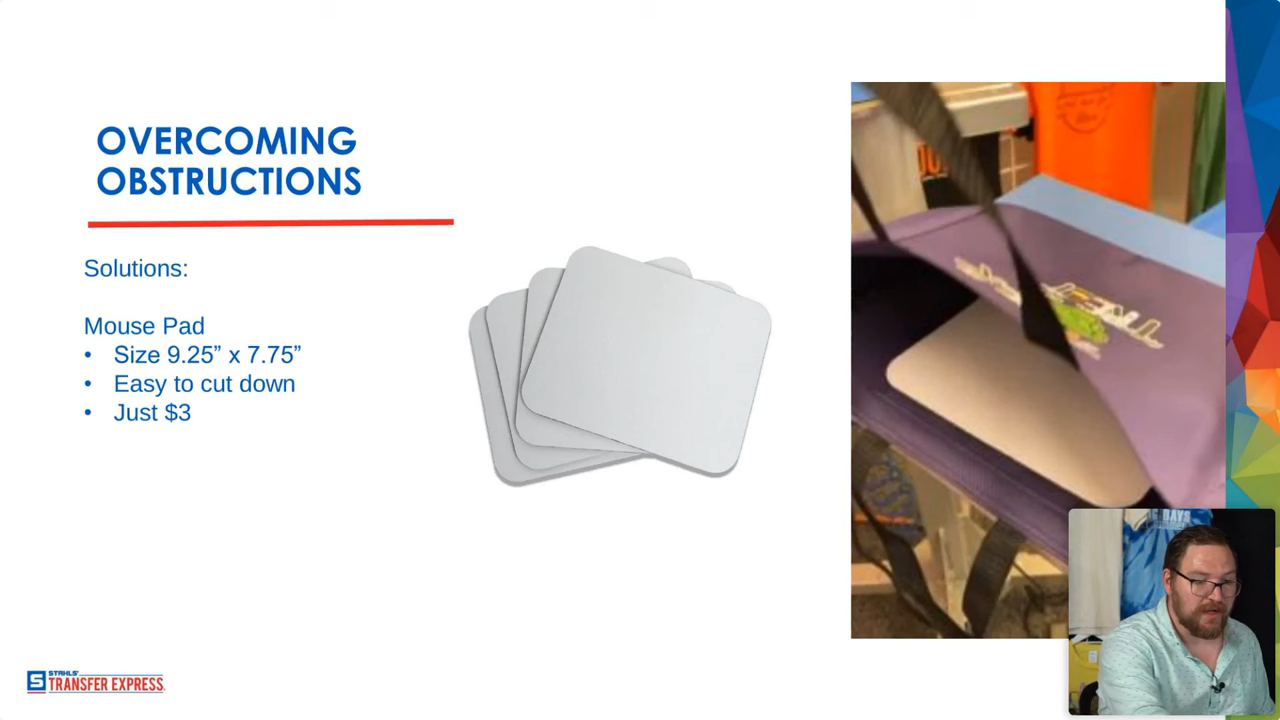 OVERCOMING
OBSTRUCTIONS
Solutions:
Mouse Pad
• Size 9.25” x 7.75”
• Easy to cut down
• Just $3
STAHLS'
TRANSFER EXPRESS
DAYS